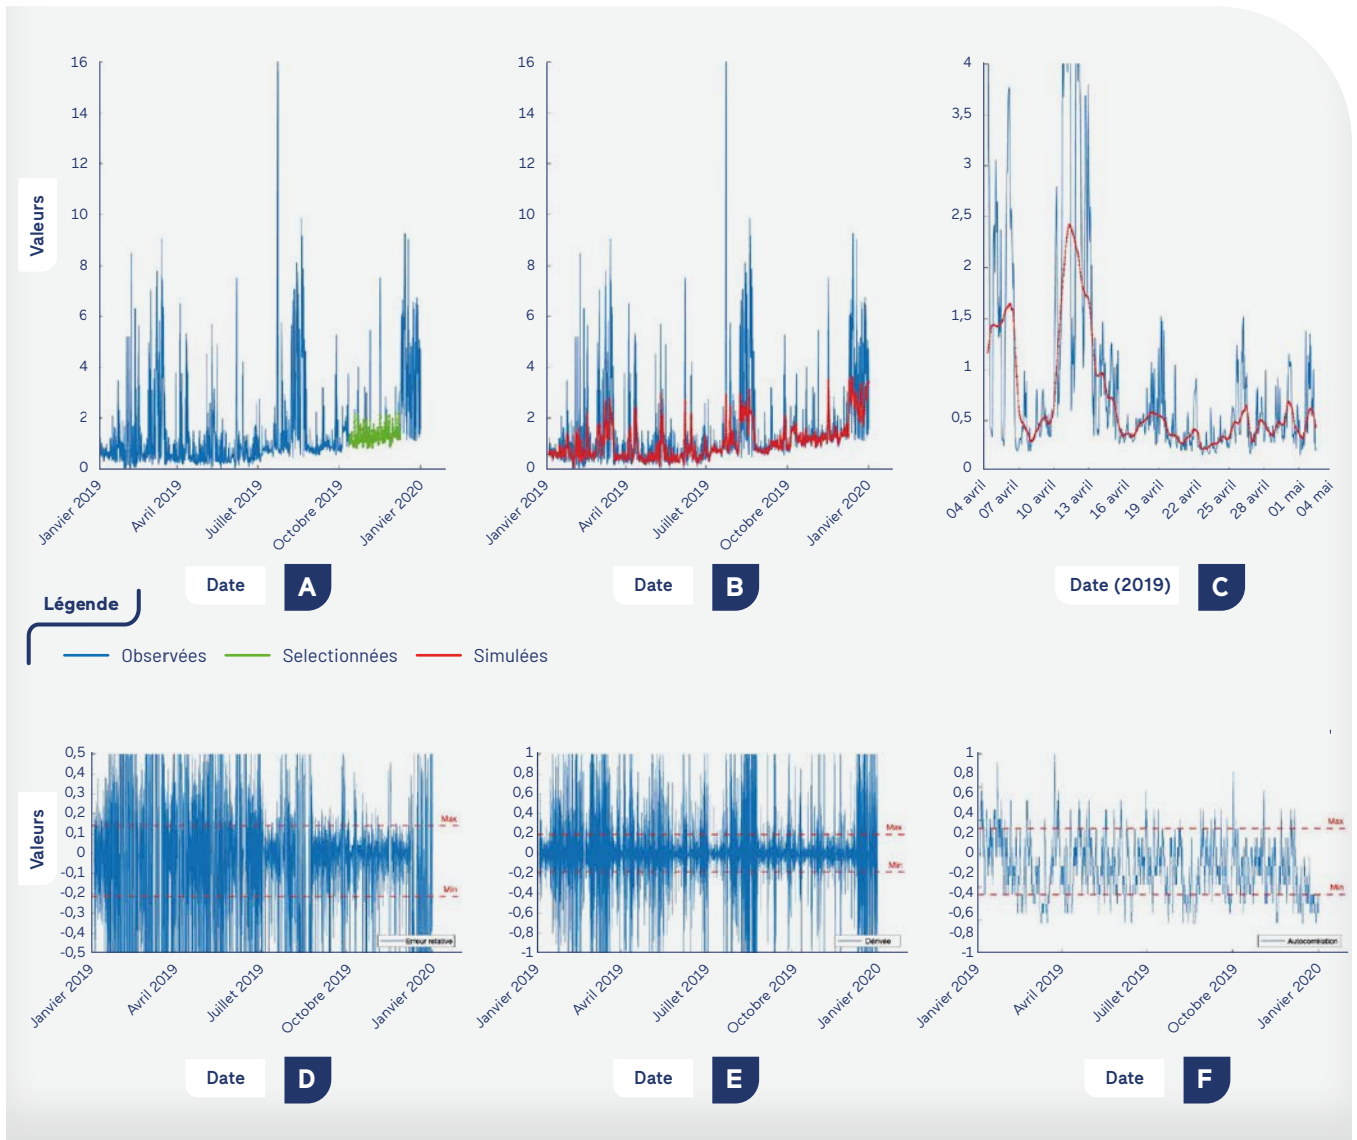 Valeurs
16
14
12
10
8
6
4
2
0
Janvier 2019
Avril 2019
Juillet 2019
Octobre 2019
Janvier 2020
Date
A
16
14
12
10
8
6
4
2
0
Janvier 2019
Avril 2019
Juillet 2019
Octobre 2019
Janvier 2020
Date
B
4
3,5
3
2,5
2
1,5
1
0,5
0
04 avril
07 avril
10 avril
13 avril
16 avril
19 avril
22 avril
25 avril
28 avril
01 mai
04 mai
Date (2019)
C
Légende
Observées
Selectionnées
Simulées
Valeurs
0,5
0,4
0,3
0,2
0,1
0
-0,1
-0,2
-0,3
-0,4
-0,5
Max
Min
Erreur relative
Janvier 2019
Avril 2019
Juillet 2019
Octobre 2019
Janvier 2020
Date
D
1
0,8
0,6
0,4
0,2
0
-0,2
-0,4
-0,6
-0,8
-1
Max
Min
Dérivée
Janvier 2019
Avril 2019
Juillet 2019
Octobre 2019
Janvier 2020
Date
E
1
0,8
0,6
0,4
0,2
0
-0,2
-0,4
-0,6
-0,8
-1
Max
Min
Autocorrélation
Janvier 2019
Avril 2019
Juillet 2019
Octobre 2019
Janvier 2020
Date
F